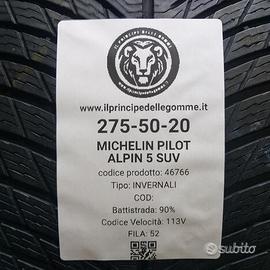 IL PRINCIPE DELLE GOMME
www.ilprincipedellegomme.it
275-50-20
MICHELIN PILOT
ALPIN 5 SUV
codice prodotto: 46766
Tipo: INVERNALI
COD:
Battistrada: 90%
Codice Velocità: 113V
FILA: 52
subito